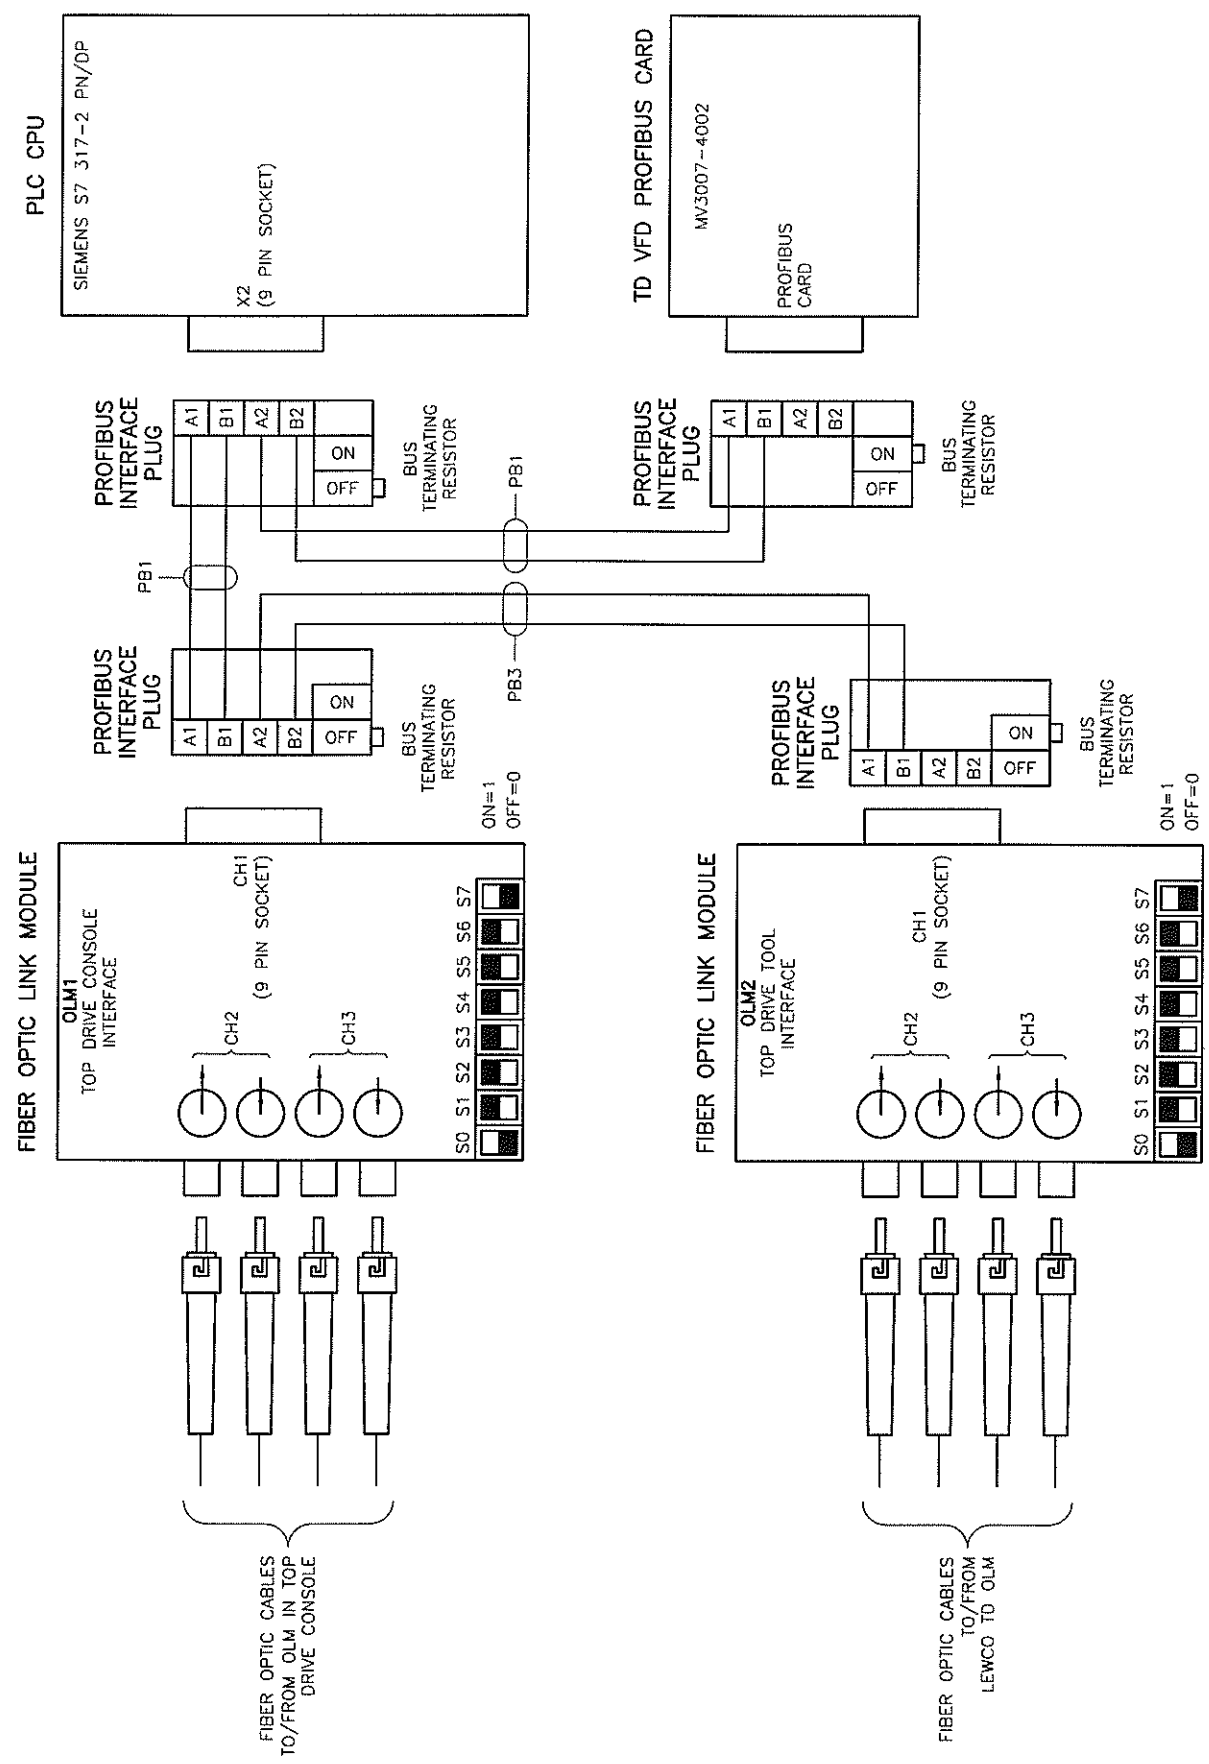 FIBER OPTIC LINK MODULE
OLM1
TOP DRIVE CONSOLE
INTERFACE
CH2
CH3
CH1
(9 PIN SOCKET)
S0 S1 S2 S3 S4 S5 S6 S7
ON=1
OFF=0
FIBER OPTIC CABLES
TO/FROM OLM IN TOP
DRIVE CONSOLE
PROFIBUS
INTERFACE
PLUG
A1
B1
A2
B2
OFF
ON
BUS
TERMINATING
RESISTOR
PB1
PROFIBUS
INTERFACE
PLUG
A1
B1
A2
B2
OFF
ON
BUS
TERMINATING
RESISTOR
PLC CPU
SIEMENS S7 317-2 PN/DP
X2
(9 PIN SOCKET)
PB3
PB1
FIBER OPTIC LINK MODULE
OLM2
TOP DRIVE TOOL
INTERFACE
CH2
CH3
CH1
(9 PIN SOCKET)
S0 S1 S2 S3 S4 S5 S6 S7
ON=1
OFF=0
FIBER OPTIC CABLES
TO/FROM
LEWCO TD OLM
PROFIBUS
INTERFACE
PLUG
A1
B1
A2
B2
OFF
ON
BUS
TERMINATING
RESISTOR
PROFIBUS
INTERFACE
PLUG
A1
B1
A2
B2
OFF
ON
BUS
TERMINATING
RESISTOR
TD VFD PROFIBUS CARD
MV3007-4002
PROFIBUS
CARD